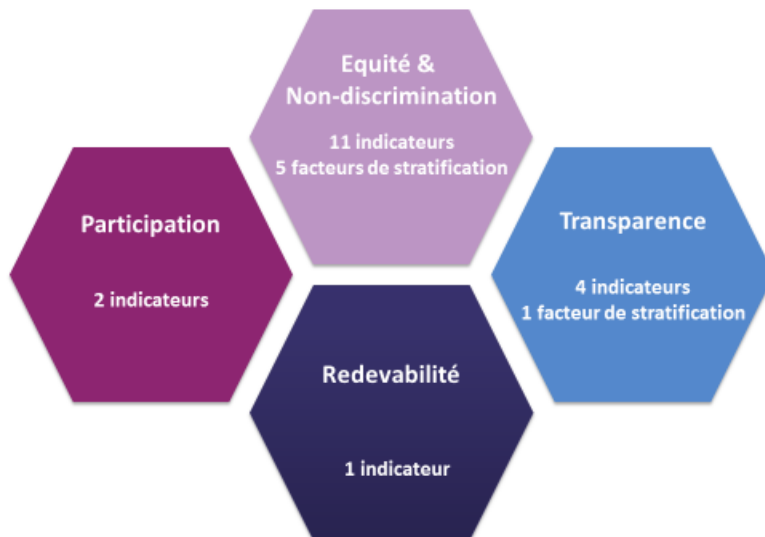 Equité &
Non-discrimination
11 indicateurs
5 facteurs de stratification
Participation
2 indicateurs
Transparence
4 indicateurs
1 facteur de stratification
Redevabilité
1 indicateur